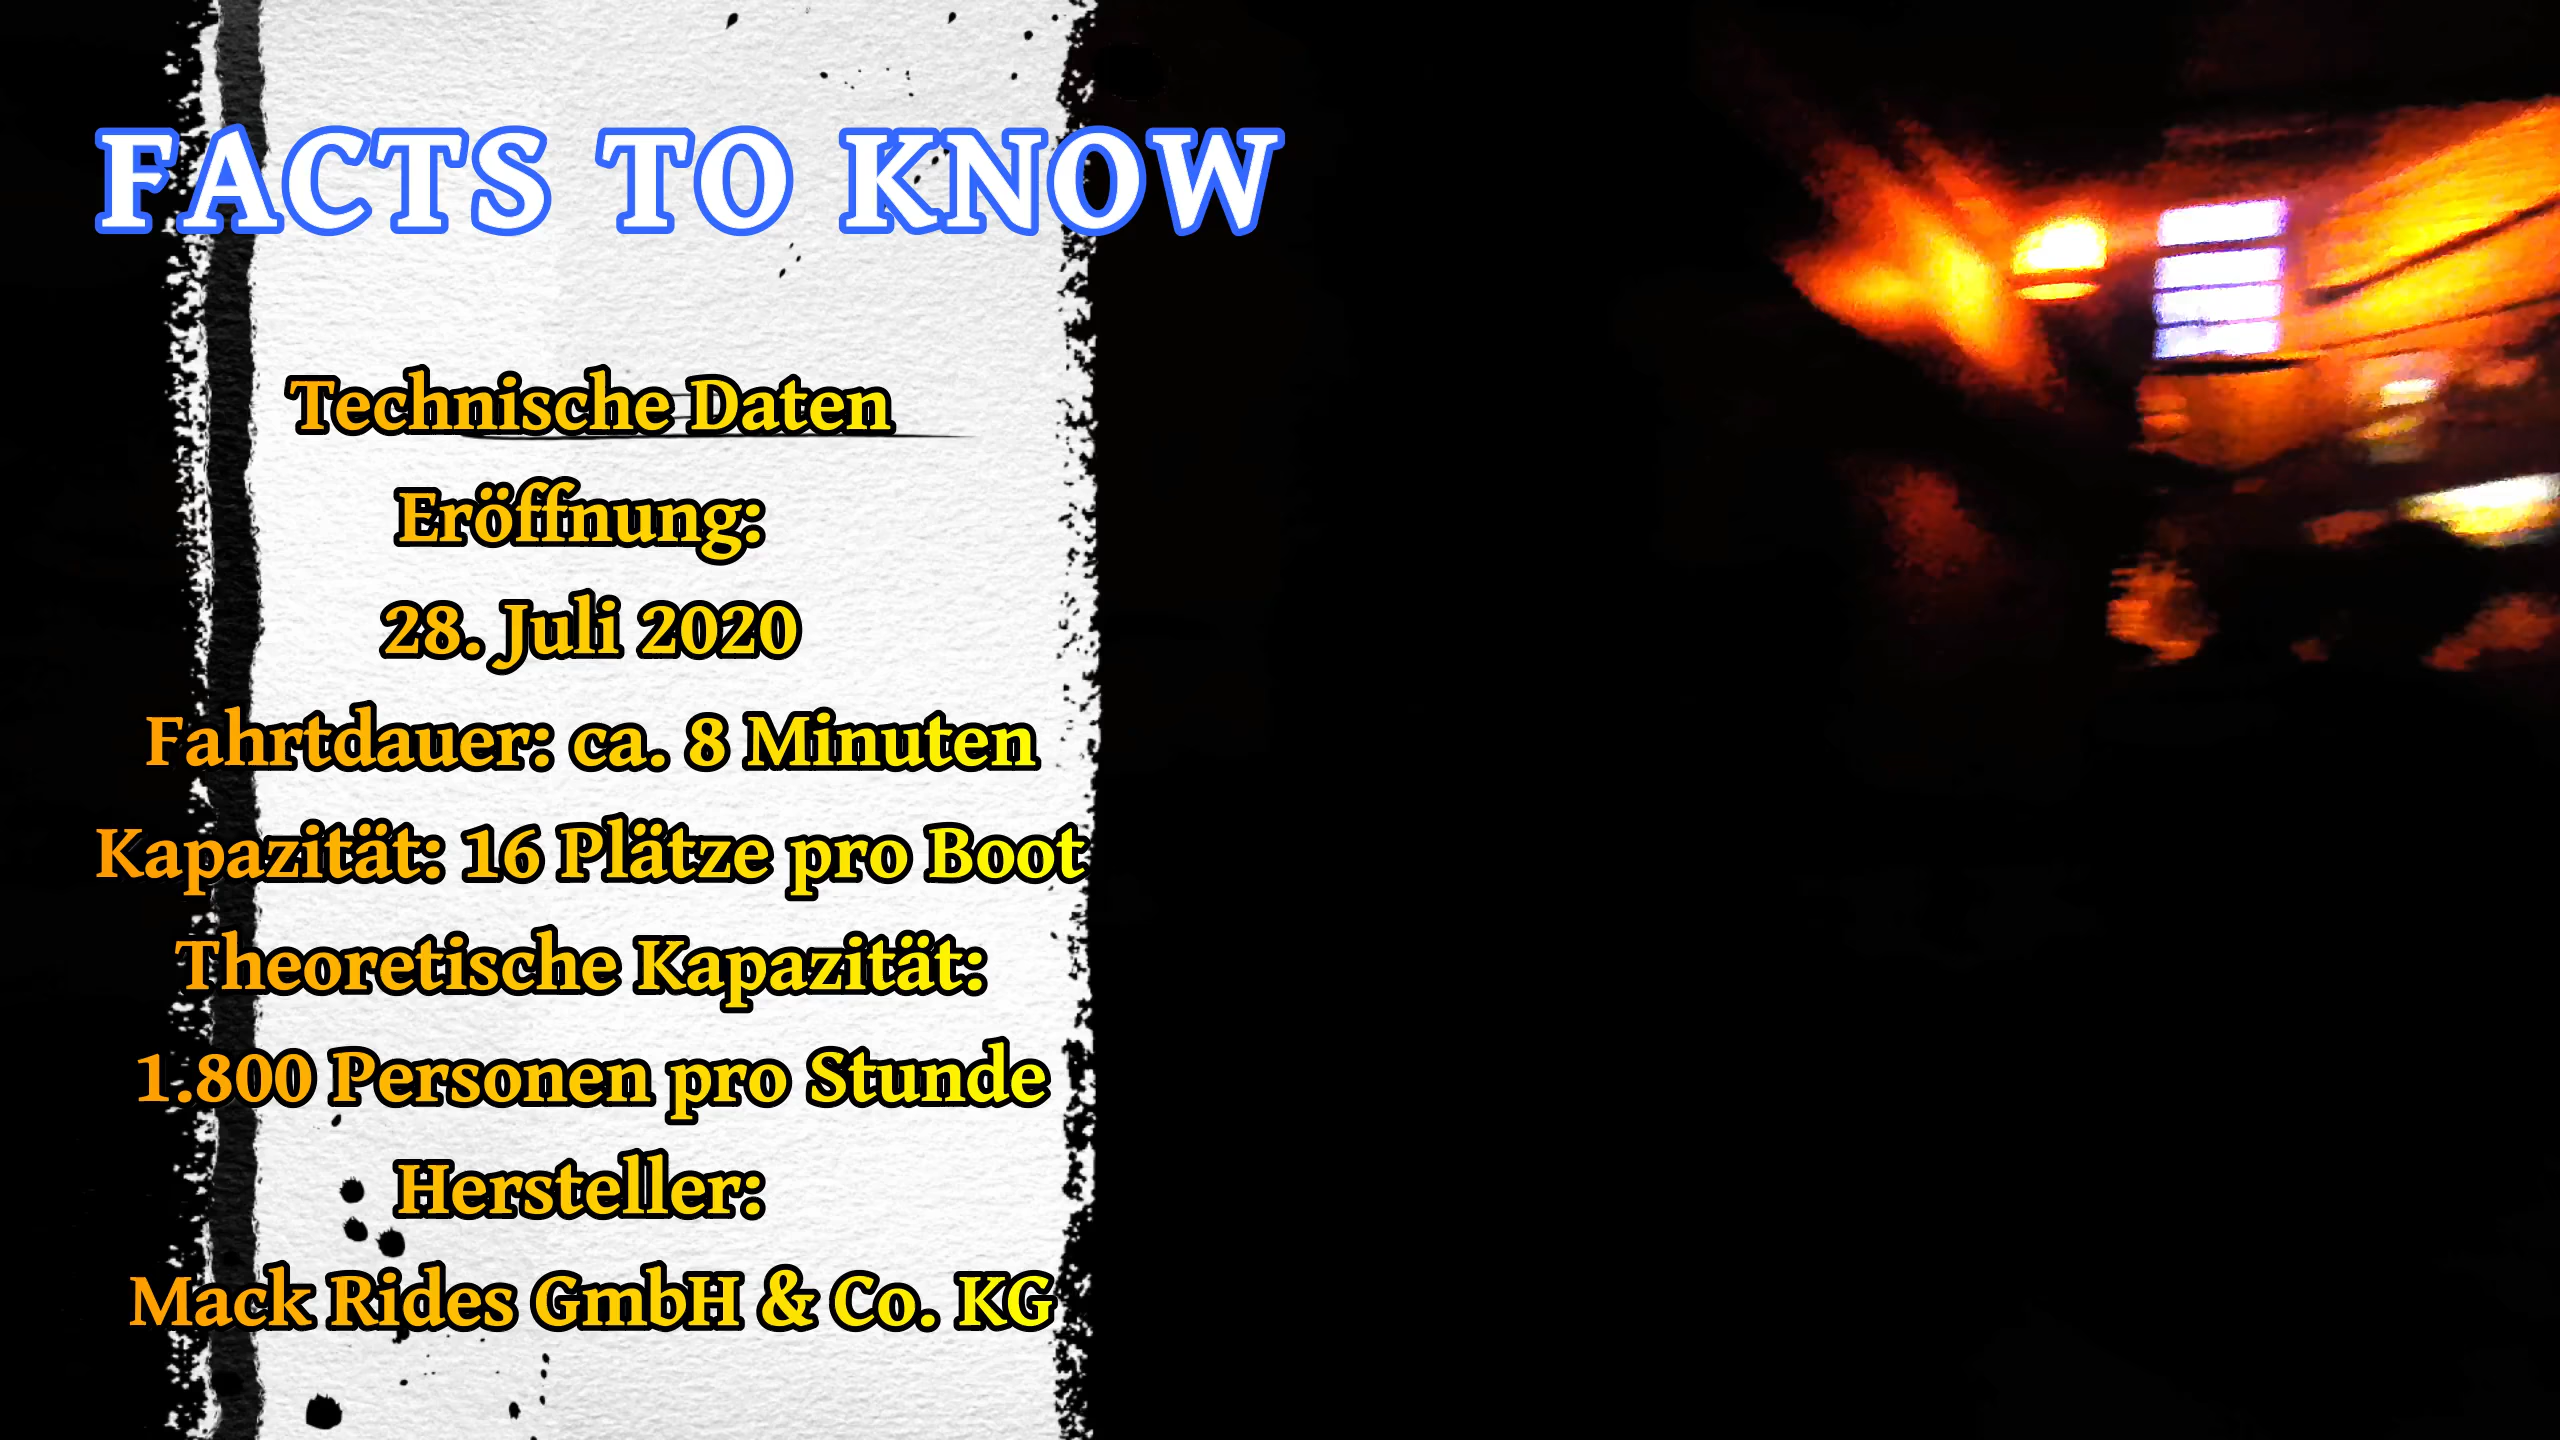 FACTS TO KNOW
Technische Daten
Eröffnung:
28. Juli 2020
Fahrtdauer: ca. 8 Minuten
Kapazität: 16 Plätze pro Boot
Theoretische Kapazität:
1.800 Personen pro Stunde
Hersteller:
Mack Rides GmbH & Co. KG